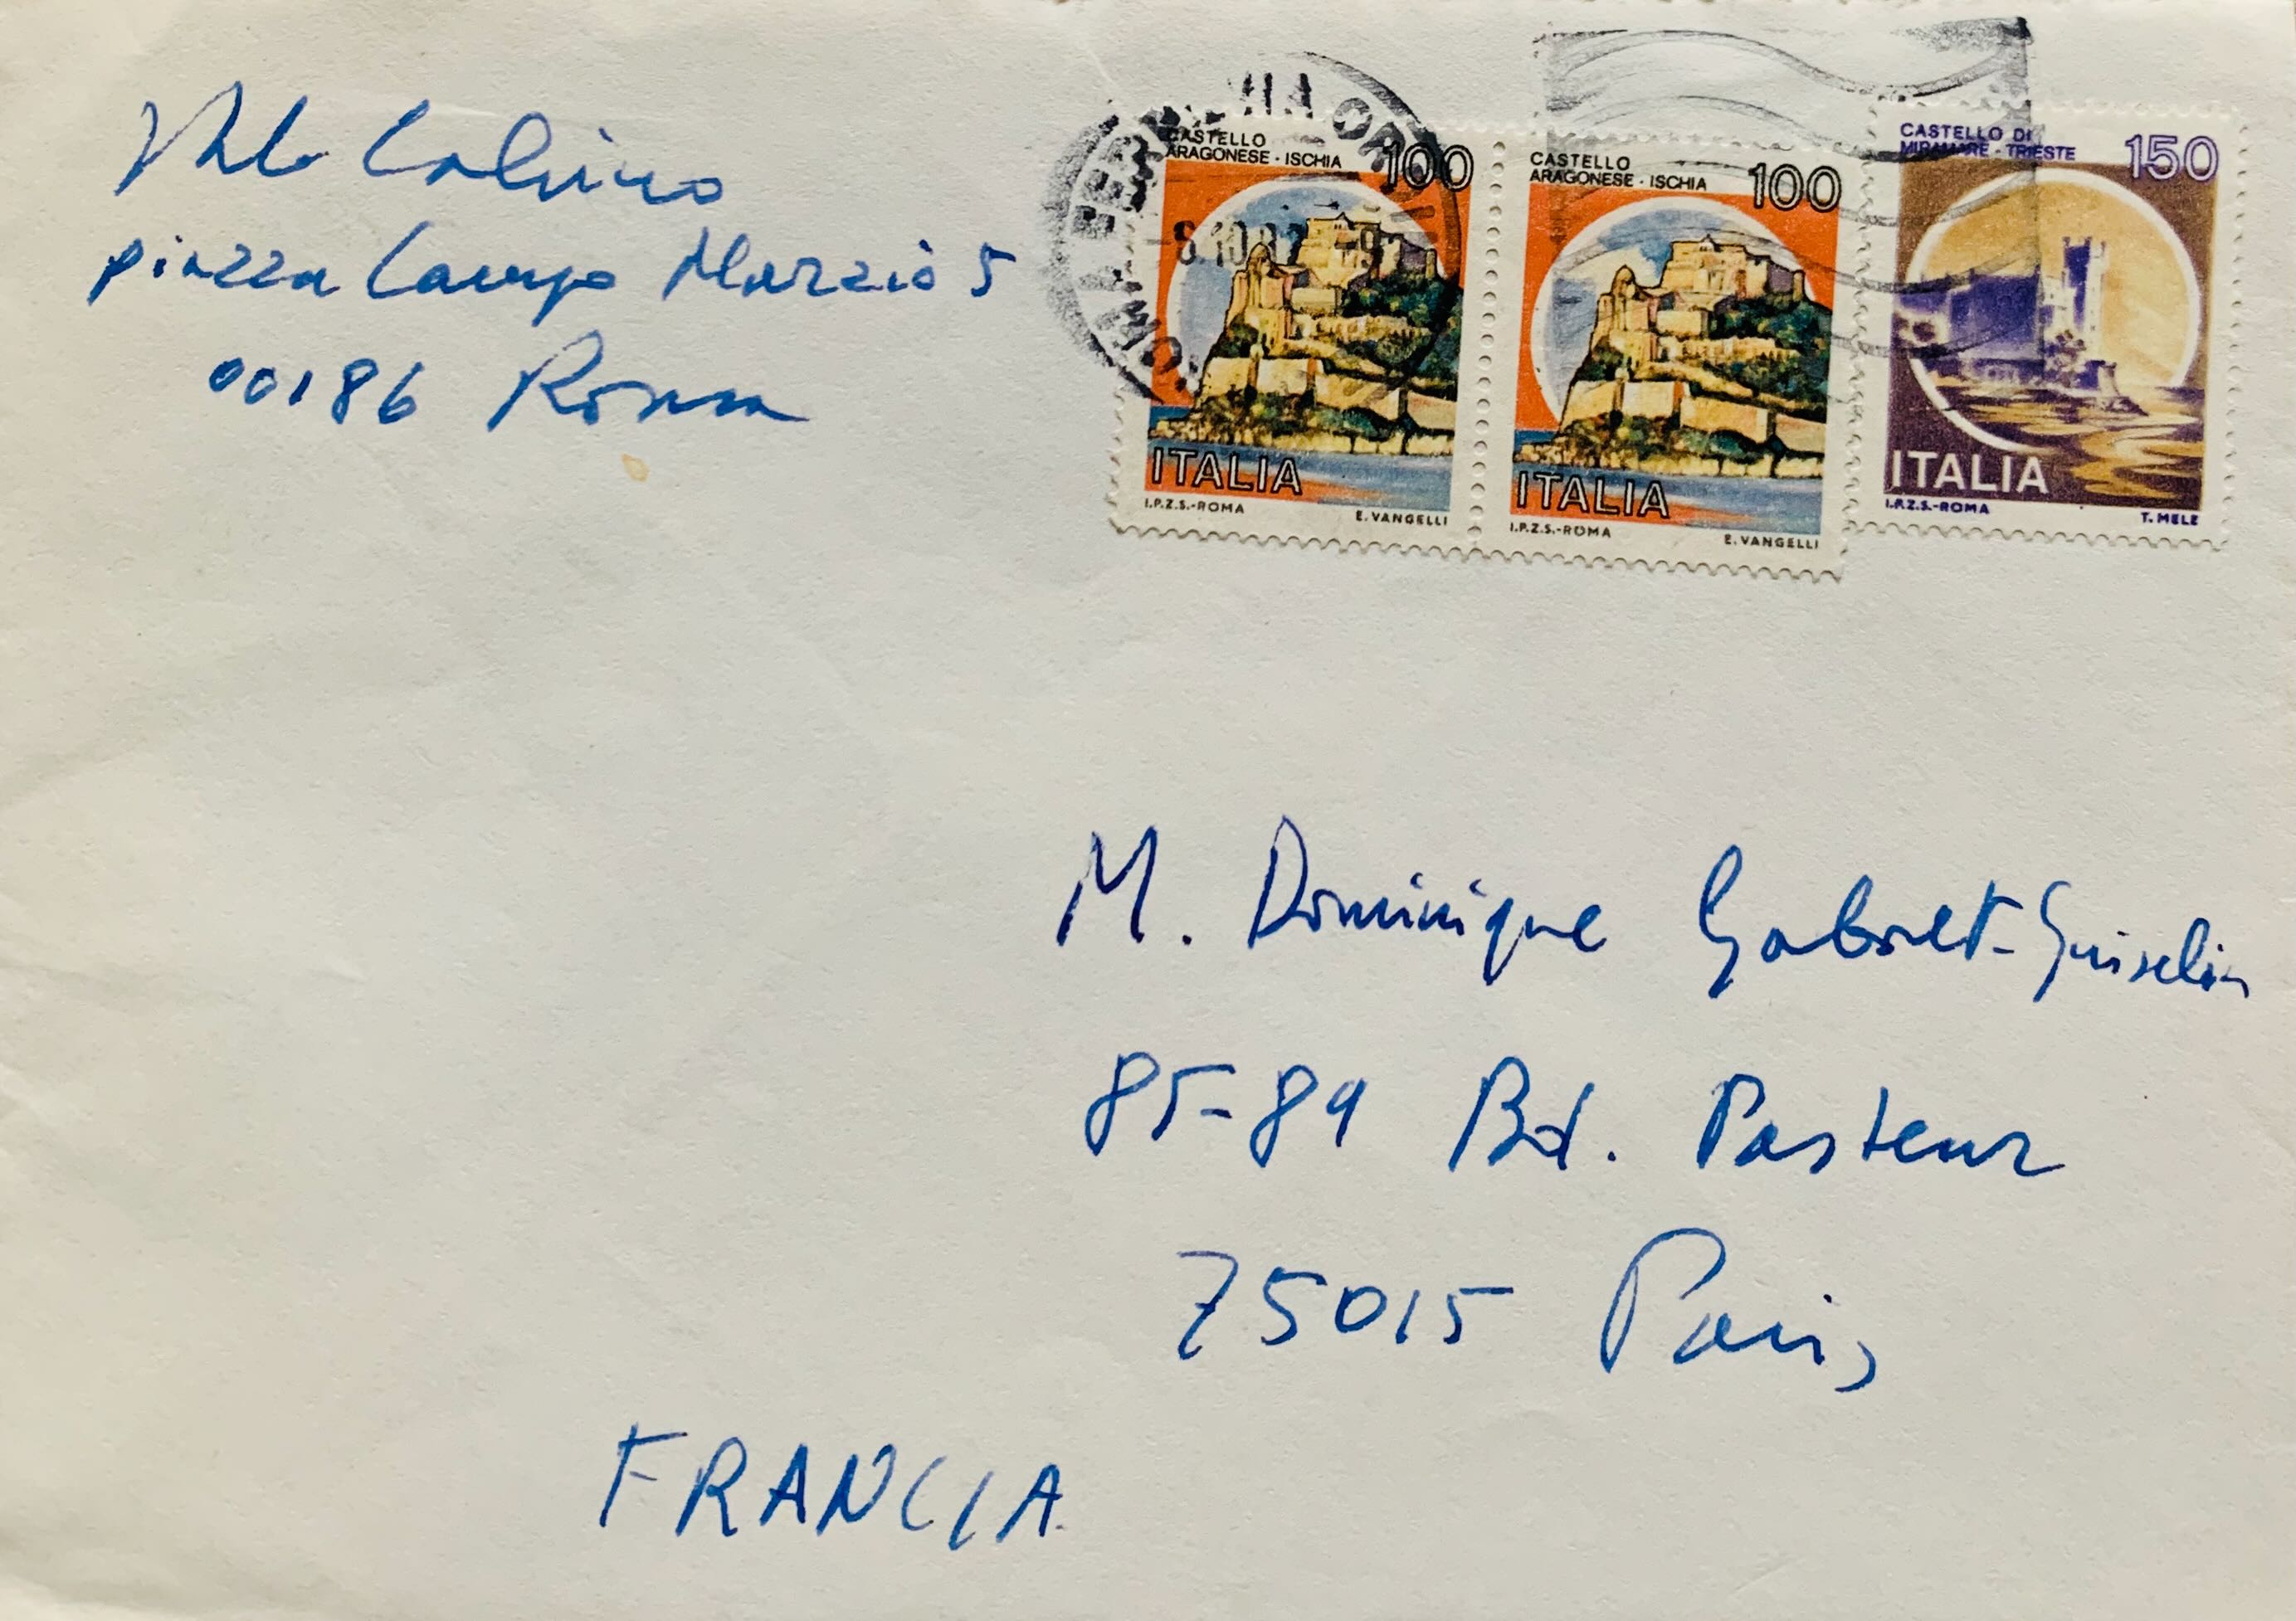 Italo Calvino
piazza Campo Marzio 5
00186 Roma
CASTELLO
ARAGONESE - ISCHIA
100
ITALIA
I.P.Z.S.-ROMA E. VANGELLI
CASTELLO
ARAGONESE - ISCHIA
100
ITALIA
I.P.Z.S.-ROMA E. VANGELLI
CASTELLO DI
MIRAMARE - TRIESTE
150
ITALIA
I.P.Z.S.-ROMA T. MELE
M. Dominique Gaboret-Guiselin
85-89 Bd. Pasteur
75015 Paris
FRANCIA